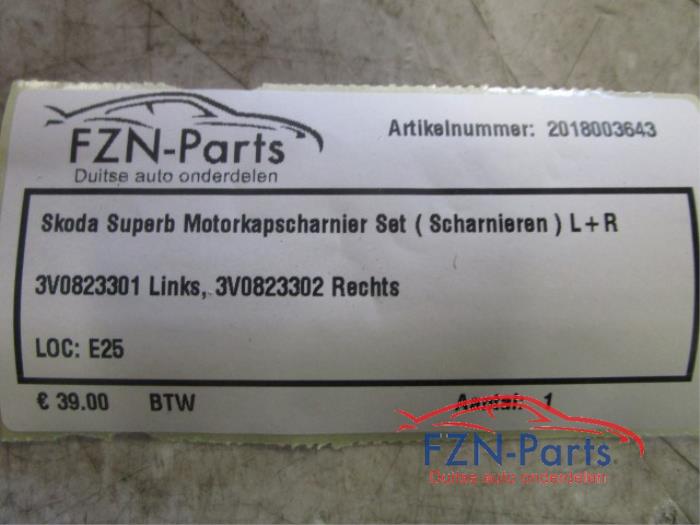 FZN-Parts
Duitse auto onderdelen
Artikelnummer: 2018003643
Skoda Superb Motorkapscharnier Set ( Scharnieren ) L+R
3V0823301 Links, 3V0823302 Rechts
LOC: E25
€ 39.00 BTW Aantal: 1
FZN-Parts
Duitse auto onderdelen